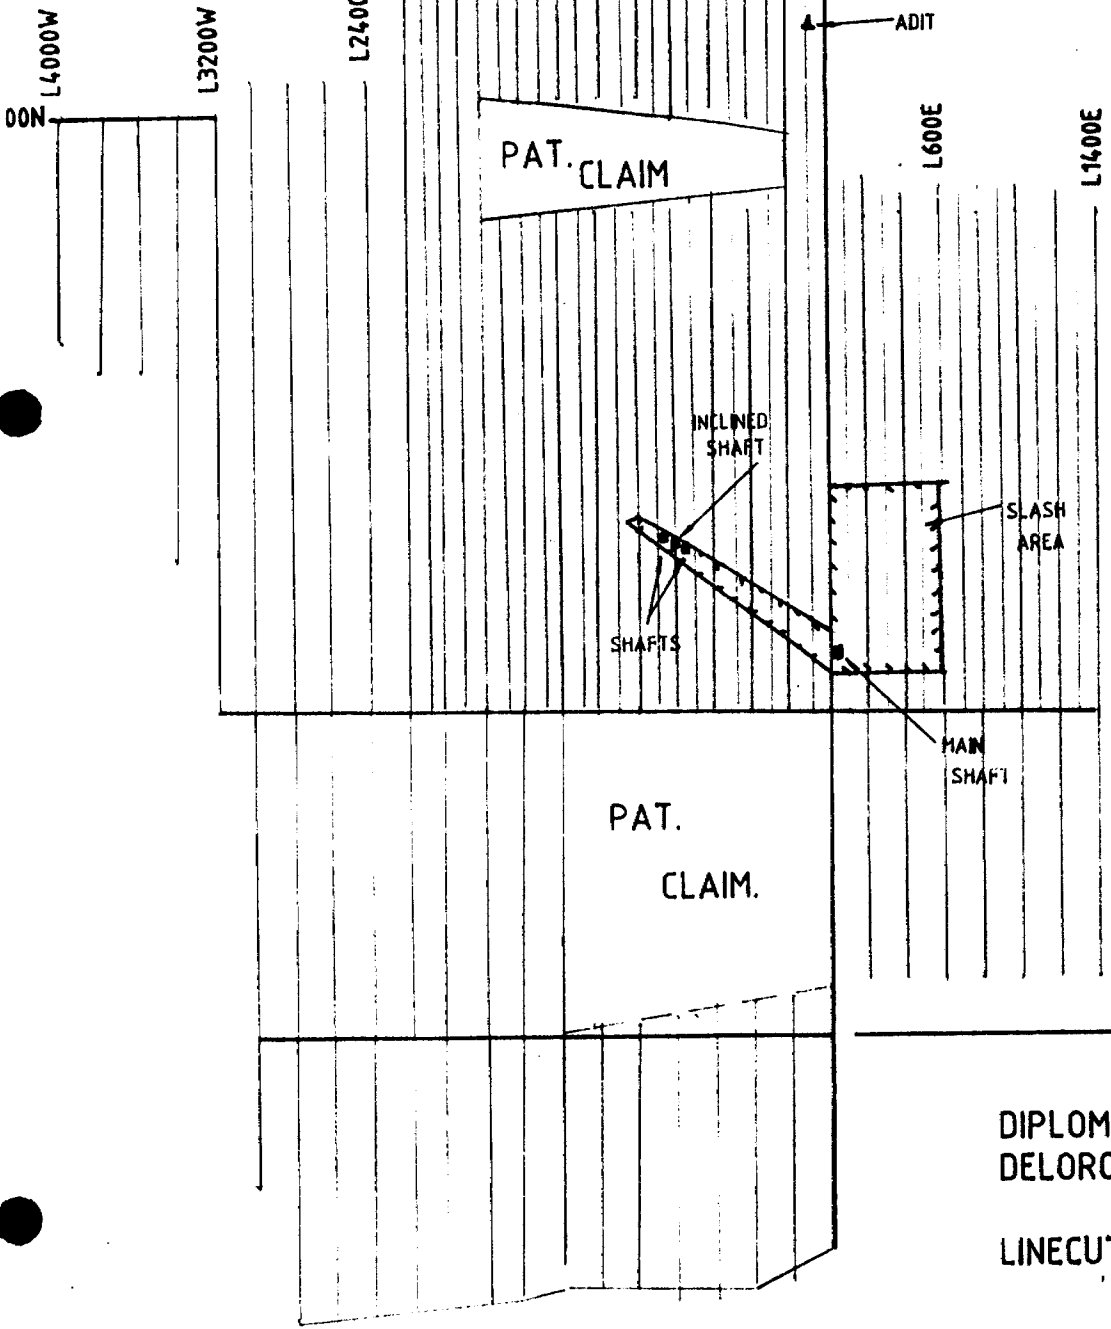 L4000W
L3200W
L240
ADIT
00N
PAT.
CLAIM
L600E
L1400E
INCLINED
SHAFT
SLASH
AREA
SHAFTS
MAIN
SHAFT
PAT.
CLAIM.
DIPLOM
DELORO
LINECUT